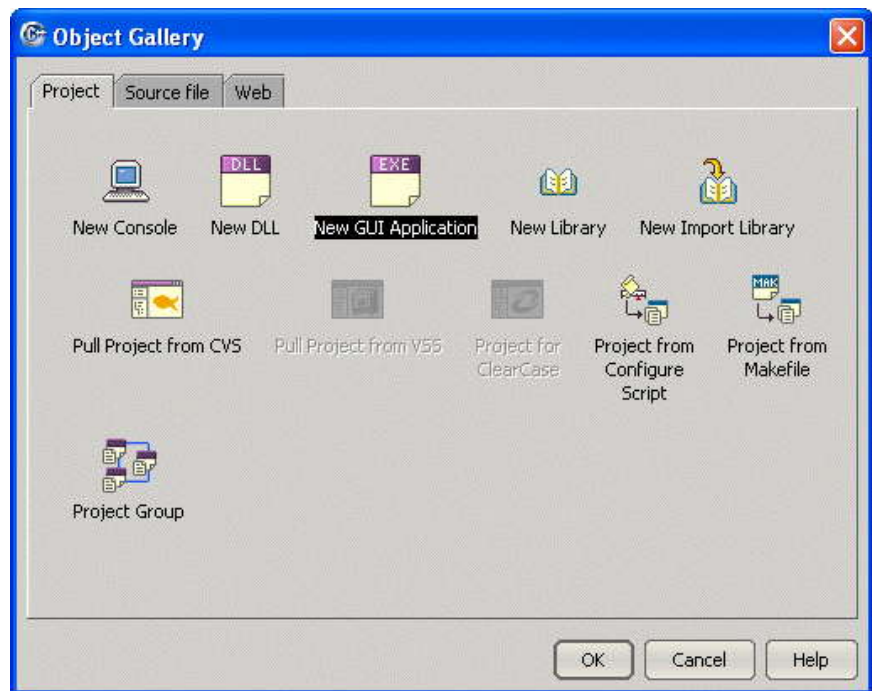 Object Gallery
Project Source file Web
DLL EXE
New Console New DLL New GUI Application New Library New Import Library
MAK
Pull Project from CVS Pull Project from VSS Project for ClearCase Project from Configure Script Project from Makefile
Project Group
OK Cancel Help